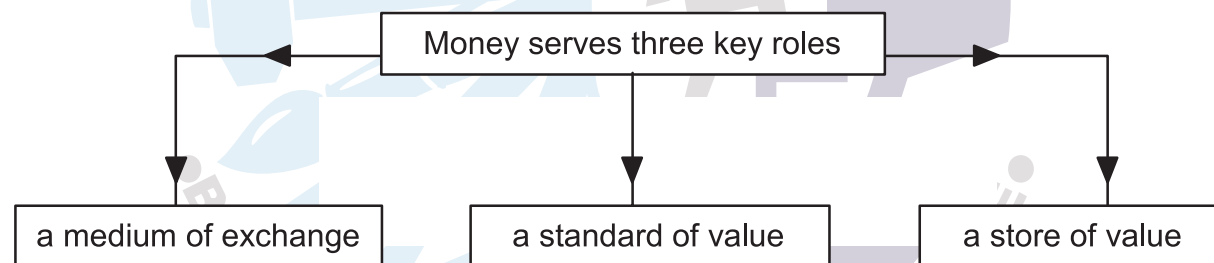 Money serves three key roles
a medium of exchange
a standard of value
a store of value